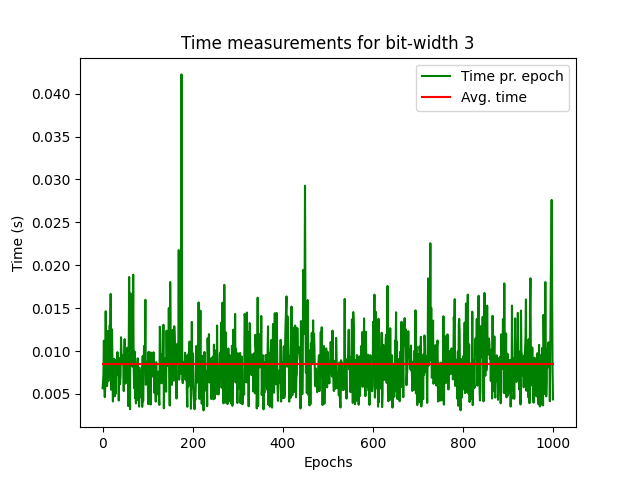 Time measurements for bit-width 3
Time pr. epoch
Avg. time
0.040
0.035
0.030
0.025
0.020
0.015
0.010
0.005
Time (s)
0
200
400
600
800
1000
Epochs